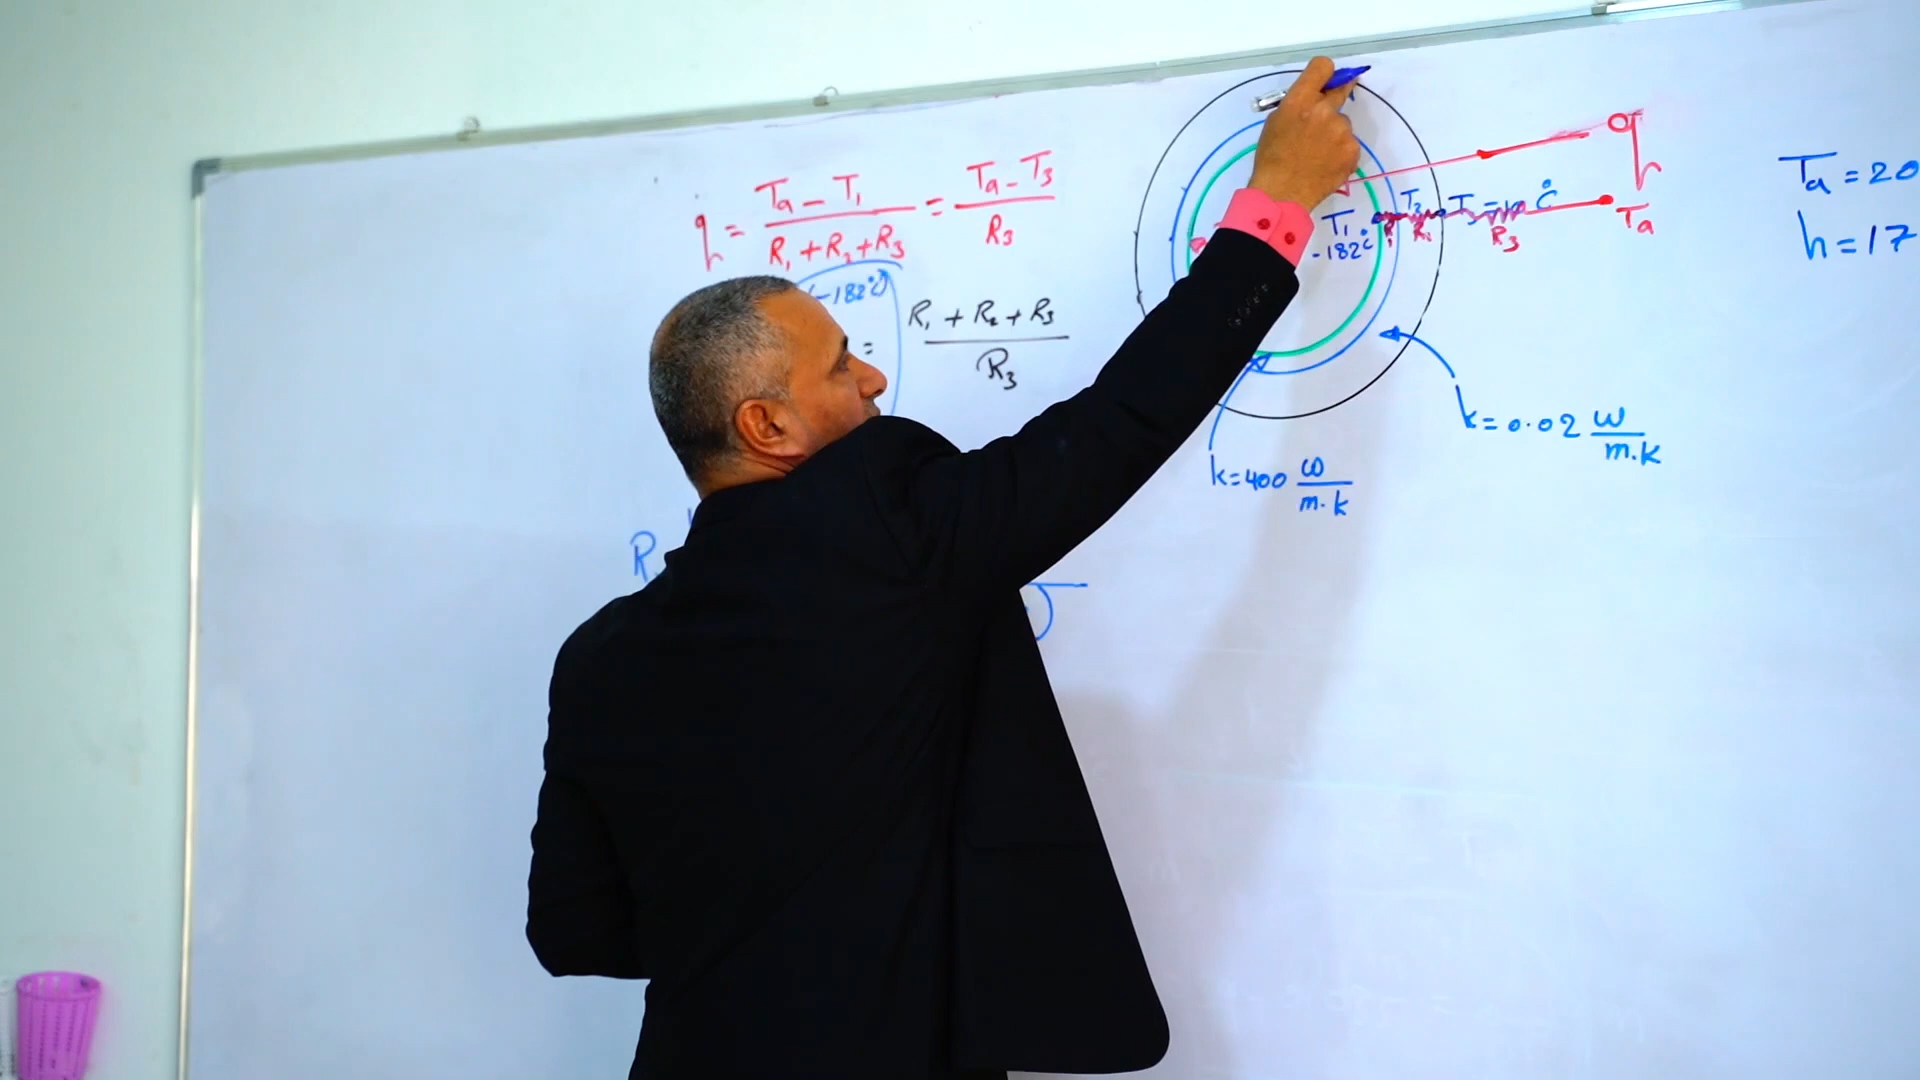 q = Ta - T1 / R1 + R2 + R3 = Ta - T3 / R3
(-182°C)
= R1 + R2 + R3 / R3
R
T1
-182°C
T2
T3 = 10°C
R1 R2 R3
q
Ta
Ta = 20
h = 17
k = 0.02 w / m.k
k = 400 w / m.k